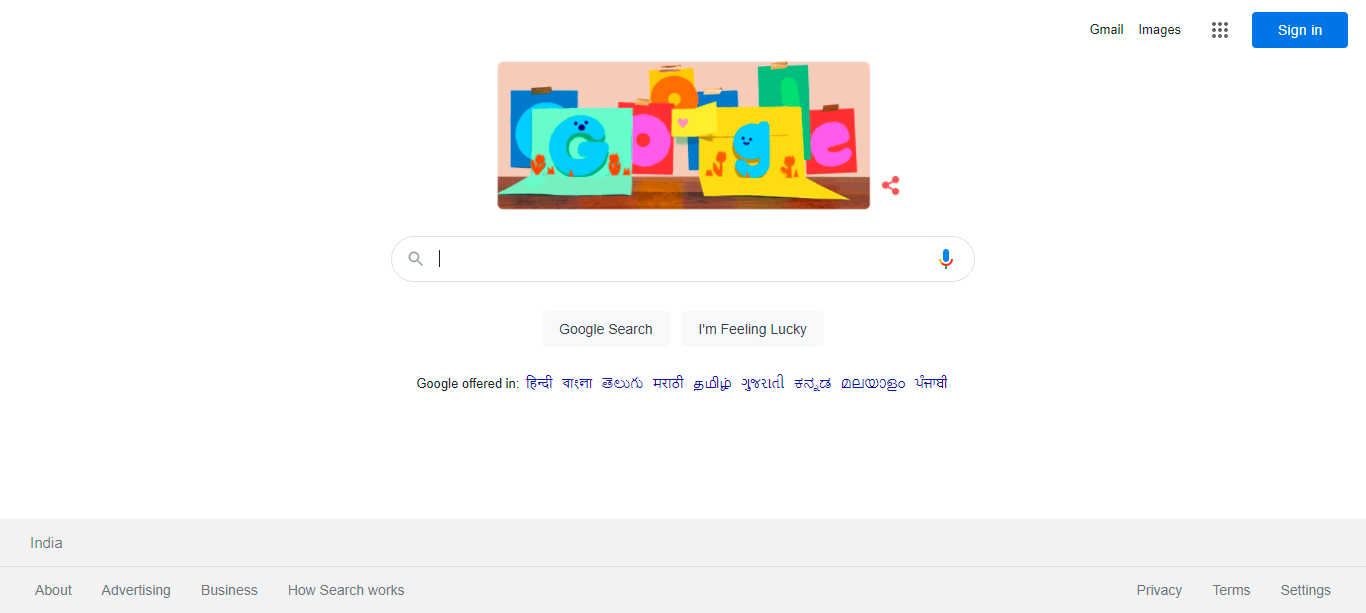 Gmail Images Sign in
Google
Google Search I'm Feeling Lucky
Google offered in: हिन्दी বাংলা తెలుగు मराठी தமிழ் ગુજરાતી ಕನ್ನಡ മലയാളം ਪੰਜਾਬੀ
India
About Advertising Business How Search works Privacy Terms Settings